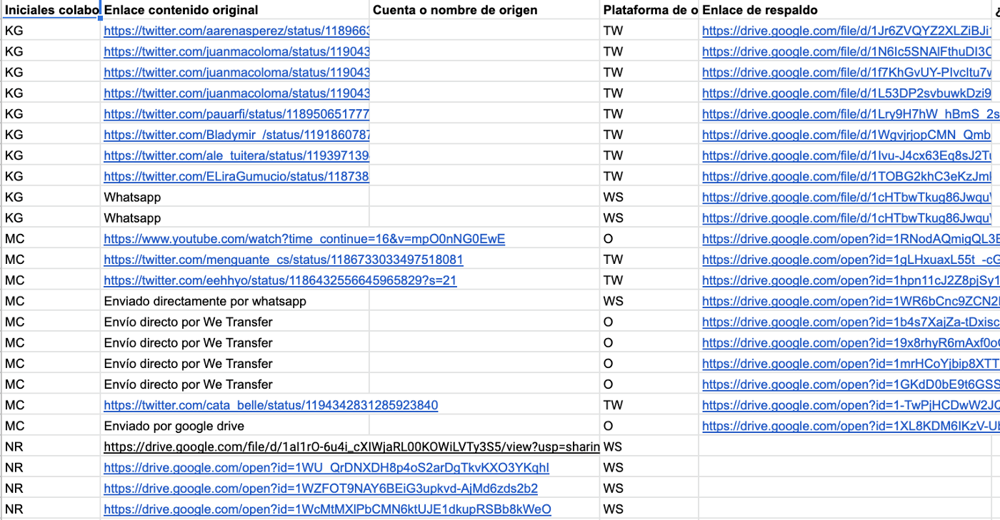 Iniciales colabo Enlace contenido original Cuenta o nombre de origen Plataforma de o Enlace de respaldo
KG https://twitter.com/aarenasperez/status/118966 TW https://drive.google.com/file/d/1Jr6ZVQYZ2XLZiBJi
KG https://twitter.com/juanmacoloma/status/119043 TW https://drive.google.com/file/d/1N6Ic5SNAlFthuDI3C
KG https://twitter.com/juanmacoloma/status/119043 TW https://drive.google.com/file/d/1f7KhGvUY-PIvcltu7v
KG https://twitter.com/juanmacoloma/status/119043 TW https://drive.google.com/file/d/1L53DP2svbuwkDzi9
KG https://twitter.com/pauarfi/status/118950651777 TW https://drive.google.com/file/d/1Lry9H7hW_hBmS_2s
KG https://twitter.com/Bladymir_/status/1191860787 TW https://drive.google.com/file/d/1WgvjrjopCMN_Qmb
KG https://twitter.com/ale_tuitera/status/119397139 TW https://drive.google.com/file/d/1Ivu-J4cx63Eq8sJ2Tu
KG https://twitter.com/ELiraGumucio/status/118738 TW https://drive.google.com/file/d/1TOBG2khC3eKzJml
KG Whatsapp WS https://drive.google.com/file/d/1cHTbwTkug86Jwqu
KG Whatsapp WS https://drive.google.com/file/d/1cHTbwTkug86Jwqu
MC https://www.youtube.com/watch?time_continue=16&v=mpO0nNG0EwE O https://drive.google.com/open?id=1RNodAQmigQL3E
MC https://twitter.com/menguante_cs/status/1186733033497518081 TW https://drive.google.com/open?id=1gLHxuaxL55t_-cG
MC https://twitter.com/eehhyo/status/1186432556645965829?s=21 TW https://drive.google.com/open?id=1hpn11cJ2Z8pjSy1
MC Enviado directamente por whatsapp WS https://drive.google.com/open?id=1WR6bCnc9ZCN2
MC Envío directo por We Transfer O https://drive.google.com/open?id=1b4s7XajZa-tDxisc
MC Envío directo por We Transfer O https://drive.google.com/open?id=19x8rhyR6mAxf0o
MC Envío directo por We Transfer O https://drive.google.com/open?id=1mrHCoYjbip8XTT
MC Envío directo por We Transfer O https://drive.google.com/open?id=1GKdD0bE9t6GSS
MC https://twitter.com/cata_belle/status/1194342831285923840 TW https://drive.google.com/open?id=1-TwPjHCDwW2JQ
MC Enviado por google drive O https://drive.google.com/open?id=1XL8KDM6IKzV-Ub
NR https://drive.google.com/file/d/1aI1rO-6u4i_cXIWjaRL00KOWiLVTy3S5/view?usp=sharin WS
NR https://drive.google.com/open?id=1WU_QrDNXDH8p4oS2arDgTkvKXO3YKqhI WS
NR https://drive.google.com/open?id=1WZFOT9NAY6BEiG3upkvd-AjMd6zds2b2 WS
NR https://drive.google.com/open?id=1WcMtMXlPbCMN6ktUJE1dkupRSBb8kWeO WS